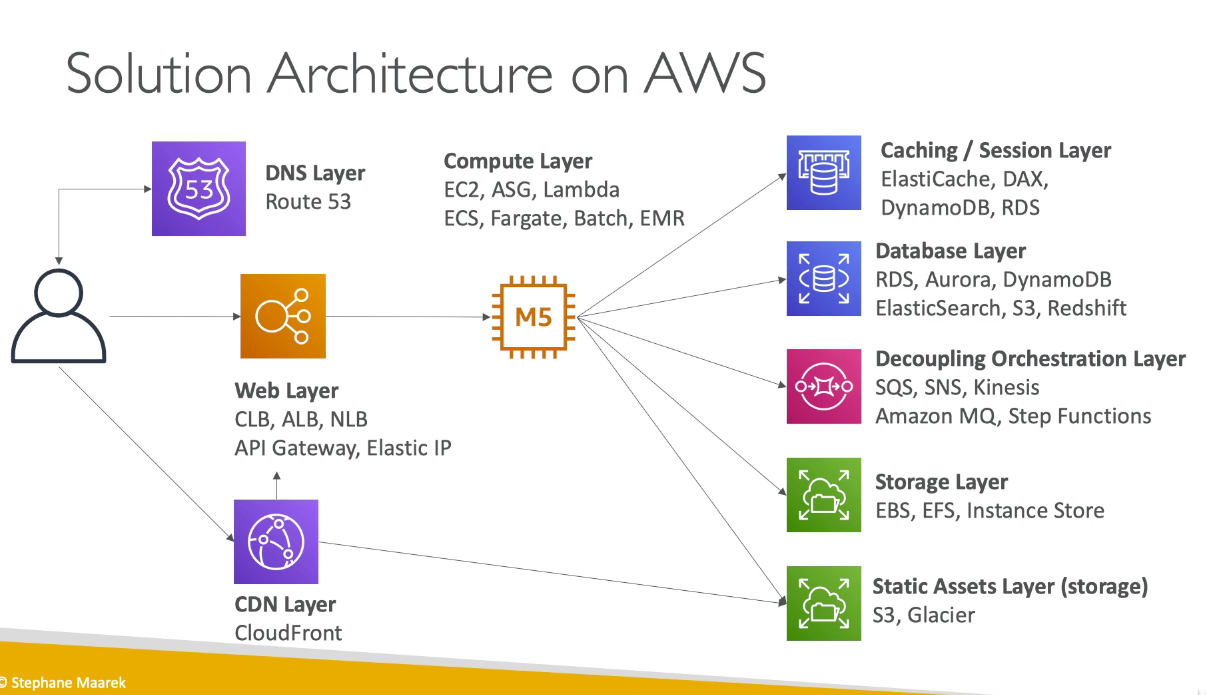 Solution Architecture on AWS
53
DNS Layer
Route 53
Compute Layer
EC2, ASG, Lambda
ECS, Fargate, Batch, EMR
Caching / Session Layer
ElastiCache, DAX,
DynamoDB, RDS
Database Layer
RDS, Aurora, DynamoDB
ElasticSearch, S3, Redshift
M5
Web Layer
CLB, ALB, NLB
API Gateway, Elastic IP
Decoupling Orchestration Layer
SQS, SNS, Kinesis
Amazon MQ, Step Functions
Storage Layer
EBS, EFS, Instance Store
CDN Layer
CloudFront
Static Assets Layer (storage)
S3, Glacier
© Stephane Maarek